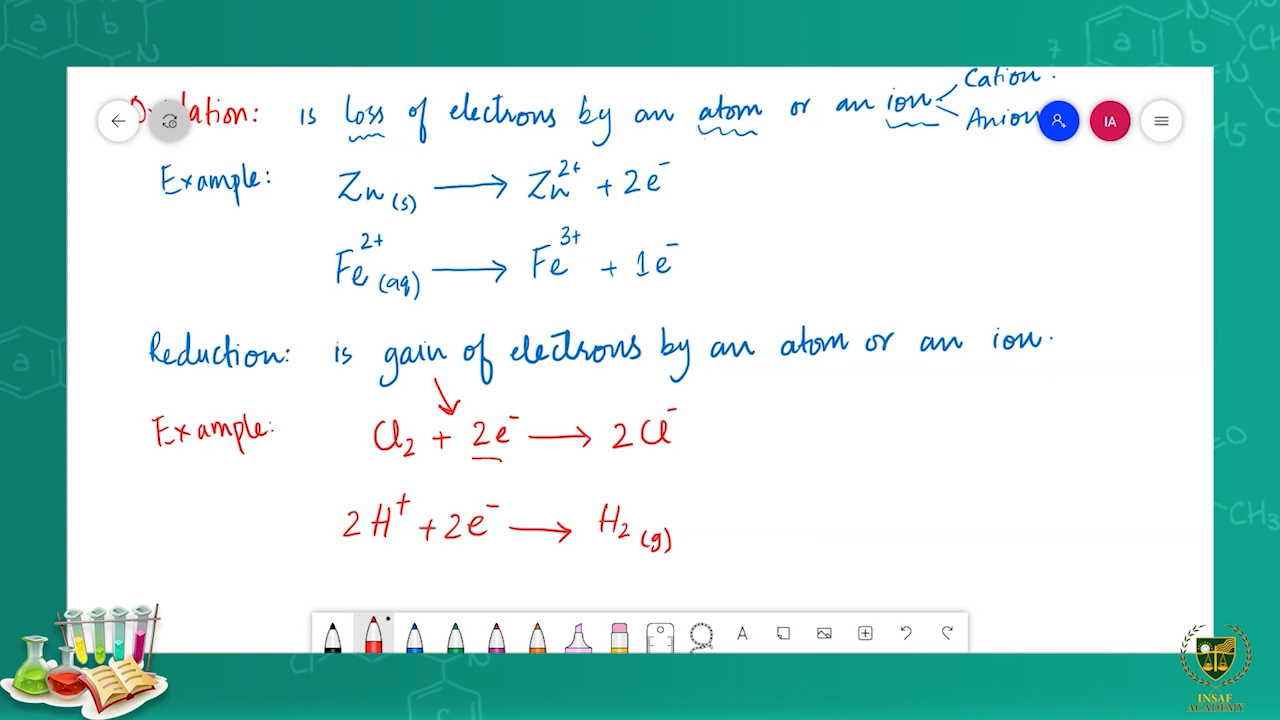 Cation.
Oxidation: is loss of electrons by an atom or an ion
Anion
Example: Zn(s) ⟶ Zn²⁺ + 2e⁻
Fe²⁺(aq) ⟶ Fe³⁺ + 1e⁻
Reduction: is gain of electrons by an atom or an ion.
Example: Cl₂ + 2e⁻ ⟶ 2Cl⁻
2H⁺ + 2e⁻ ⟶ H₂(g)
IA
A
INSAF
ACADEMY
a b
N
7 a b
CH₃